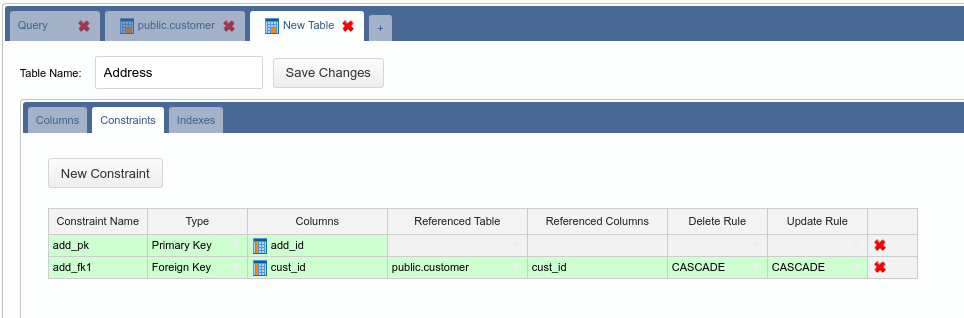 Query public.customer New Table +
Table Name: Address Save Changes
Columns Constraints Indexes
New Constraint
Constraint Name Type Columns Referenced Table Referenced Columns Delete Rule Update Rule
add_pk Primary Key add_id
add_fk1 Foreign Key cust_id public.customer cust_id CASCADE CASCADE